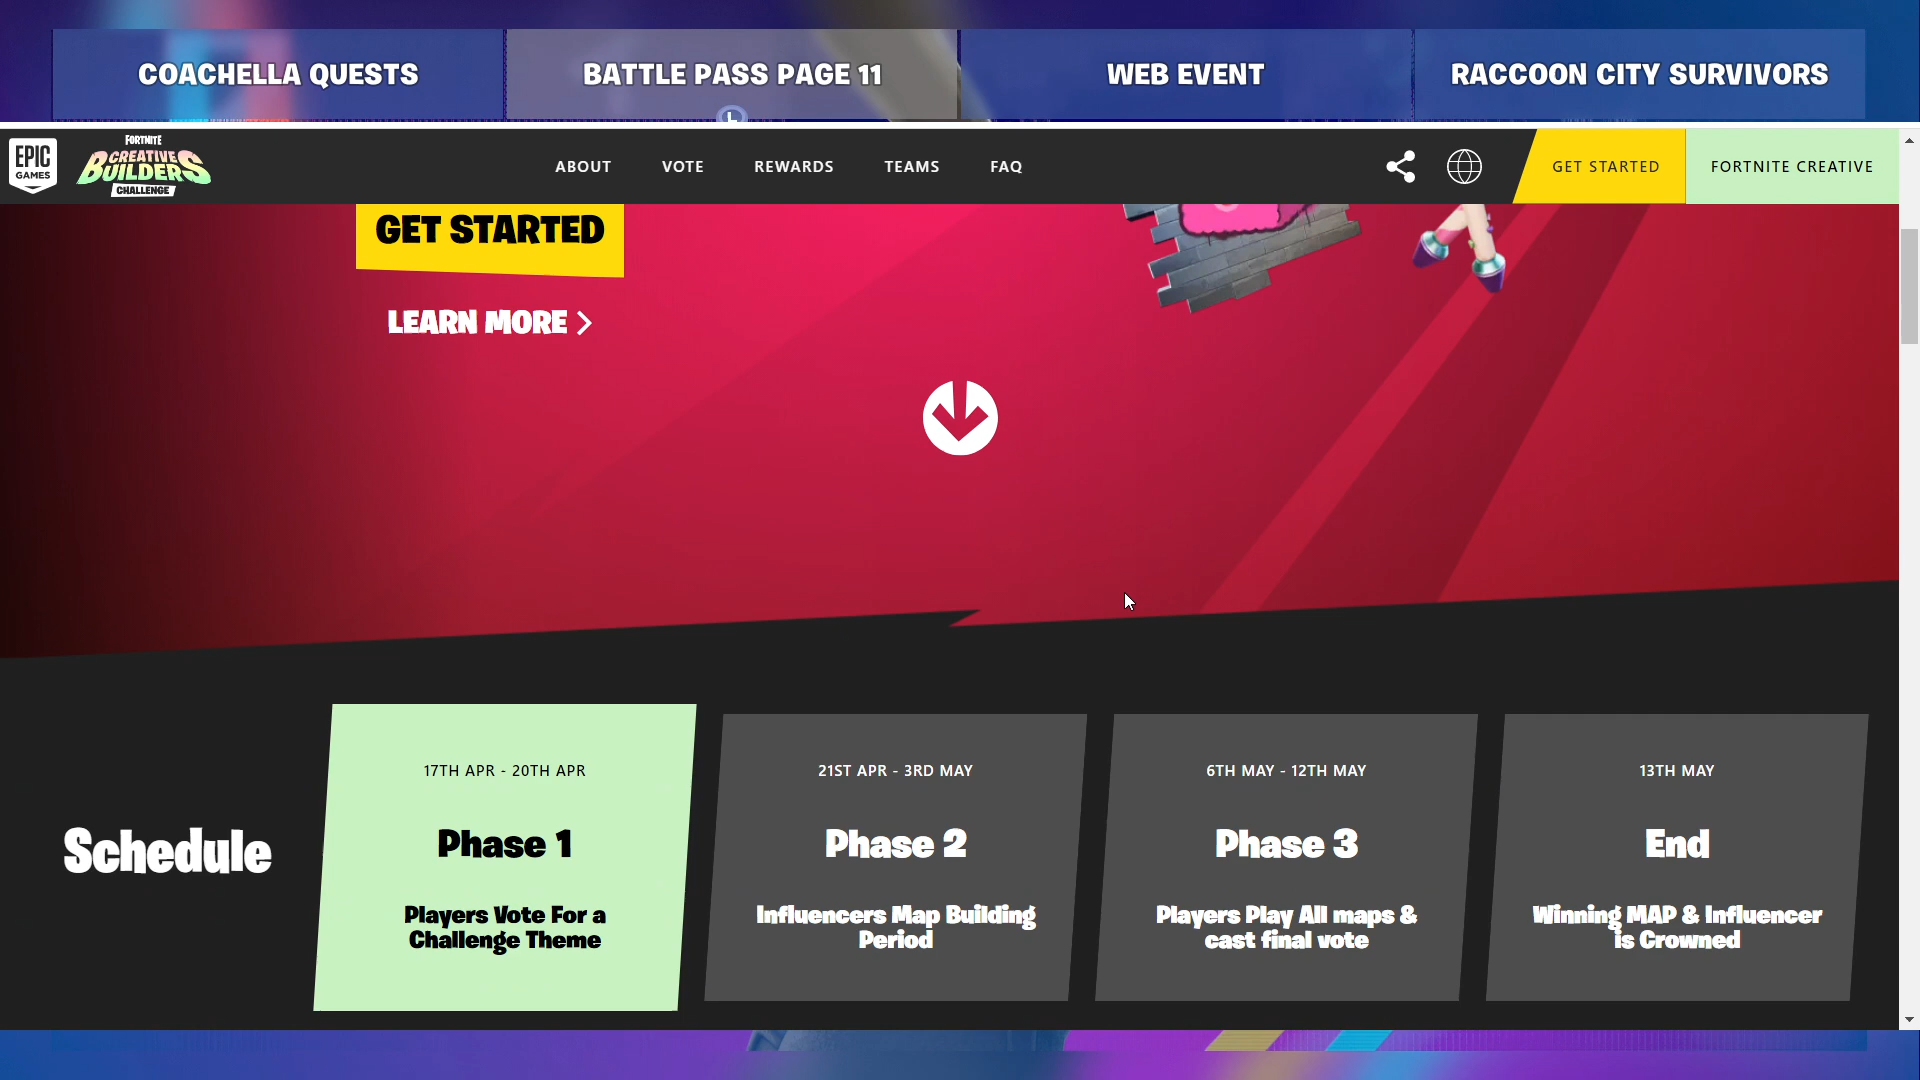 COACHELLA QUESTS
BATTLE PASS PAGE 11
WEB EVENT
RACCOON CITY SURVIVORS
EPIC
GAMES
FORTNITE
CREATIVE
BUILDERS
CHALLENGE
ABOUT
VOTE
REWARDS
TEAMS
FAQ
GET STARTED
FORTNITE CREATIVE
GET STARTED
LEARN MORE
Schedule
17TH APR - 20TH APR
Phase 1
Players Vote For a
Challenge Theme
21ST APR - 3RD MAY
Phase 2
Influencers Map Building
Period
6TH MAY - 12TH MAY
Phase 3
Players Play All maps &
cast final vote
13TH MAY
End
Winning MAP & Influencer
is Crowned